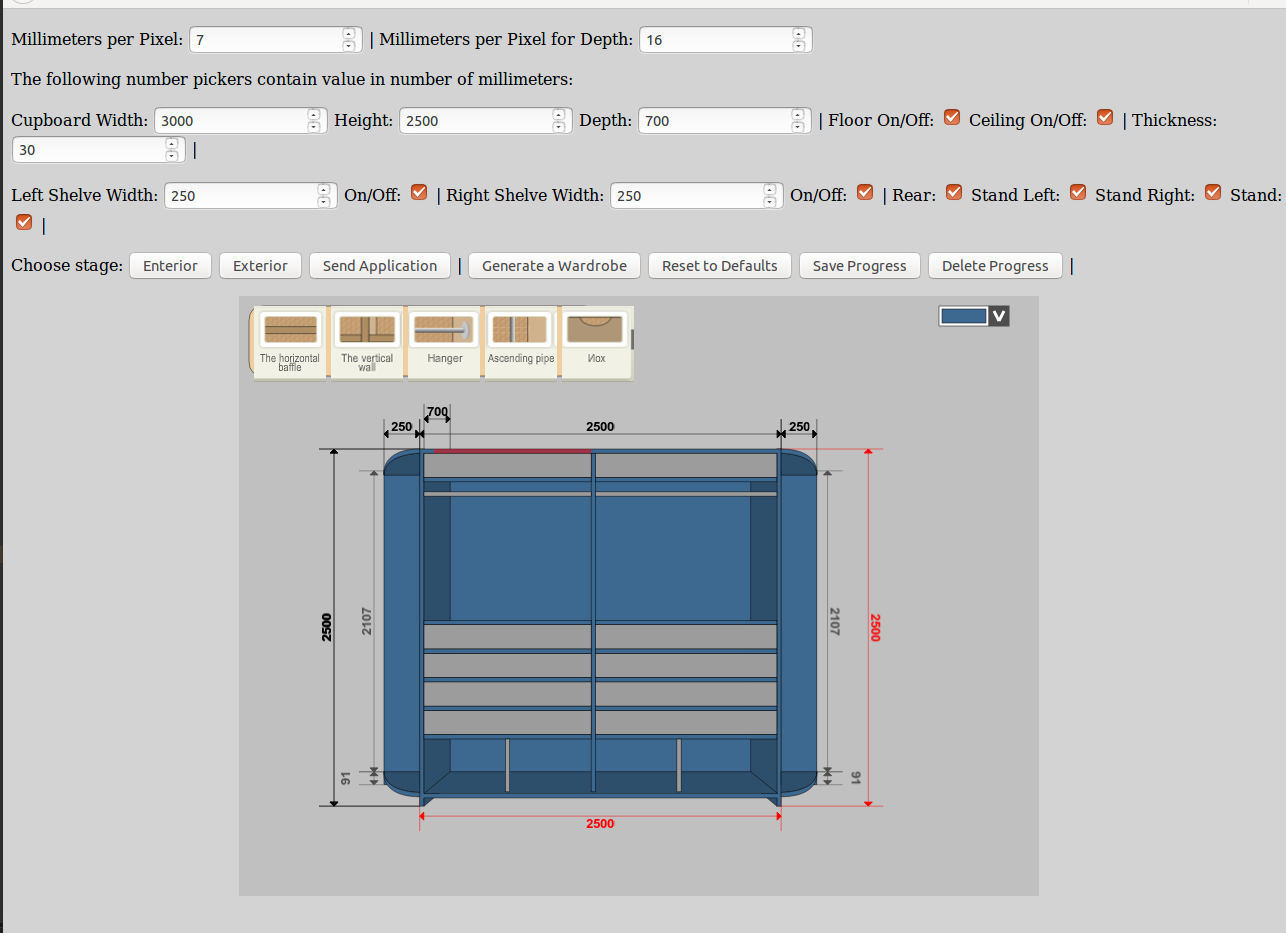 Millimeters per Pixel: 7 | Millimeters per Pixel for Depth: 16
The following number pickers contain value in number of millimeters:
Cupboard Width: 3000 Height: 2500 Depth: 700 | Floor On/Off: Ceiling On/Off: | Thickness:
30 |
Left Shelve Width: 250 On/Off: | Right Shelve Width: 250 On/Off: | Rear: Stand Left: Stand Right: Stand:
|
Choose stage: Enterior Exterior Send Application | Generate a Wardrobe Reset to Defaults Save Progress Delete Progress |
V
The horizontal baffle
The vertical wall
Hanger
Ascending pipe
Иox
700
250 2500 250
2500
2107
2107
2500
91
91
2500